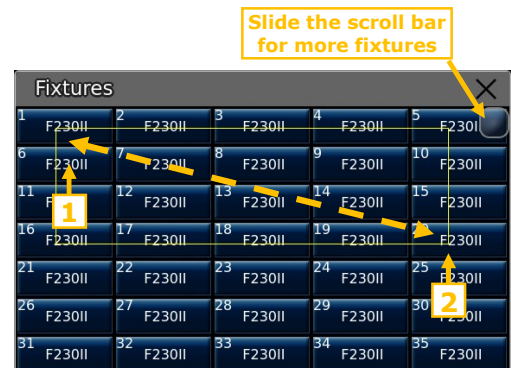 Slide the scroll bar
for more fixtures
Fixtures
1 F230II 2 F230II 3 F230II 4 F230II 5 F230I
6 F230II 7 F230II 8 F230II 9 F230II 10 F230II
11 12 F230II 13 F230II 14 F230II 15 F230II
1
16 F230II 17 F230II 18 F230II 19 F230II 20 F230II
21 F230II 22 F230II 23 F230II 24 F230II 25 F230II
2
26 F230II 27 F230II 28 F230II 29 F230II 30 F230II
31 F230II 32 F230II 33 F230II 34 F230II 35 F230II